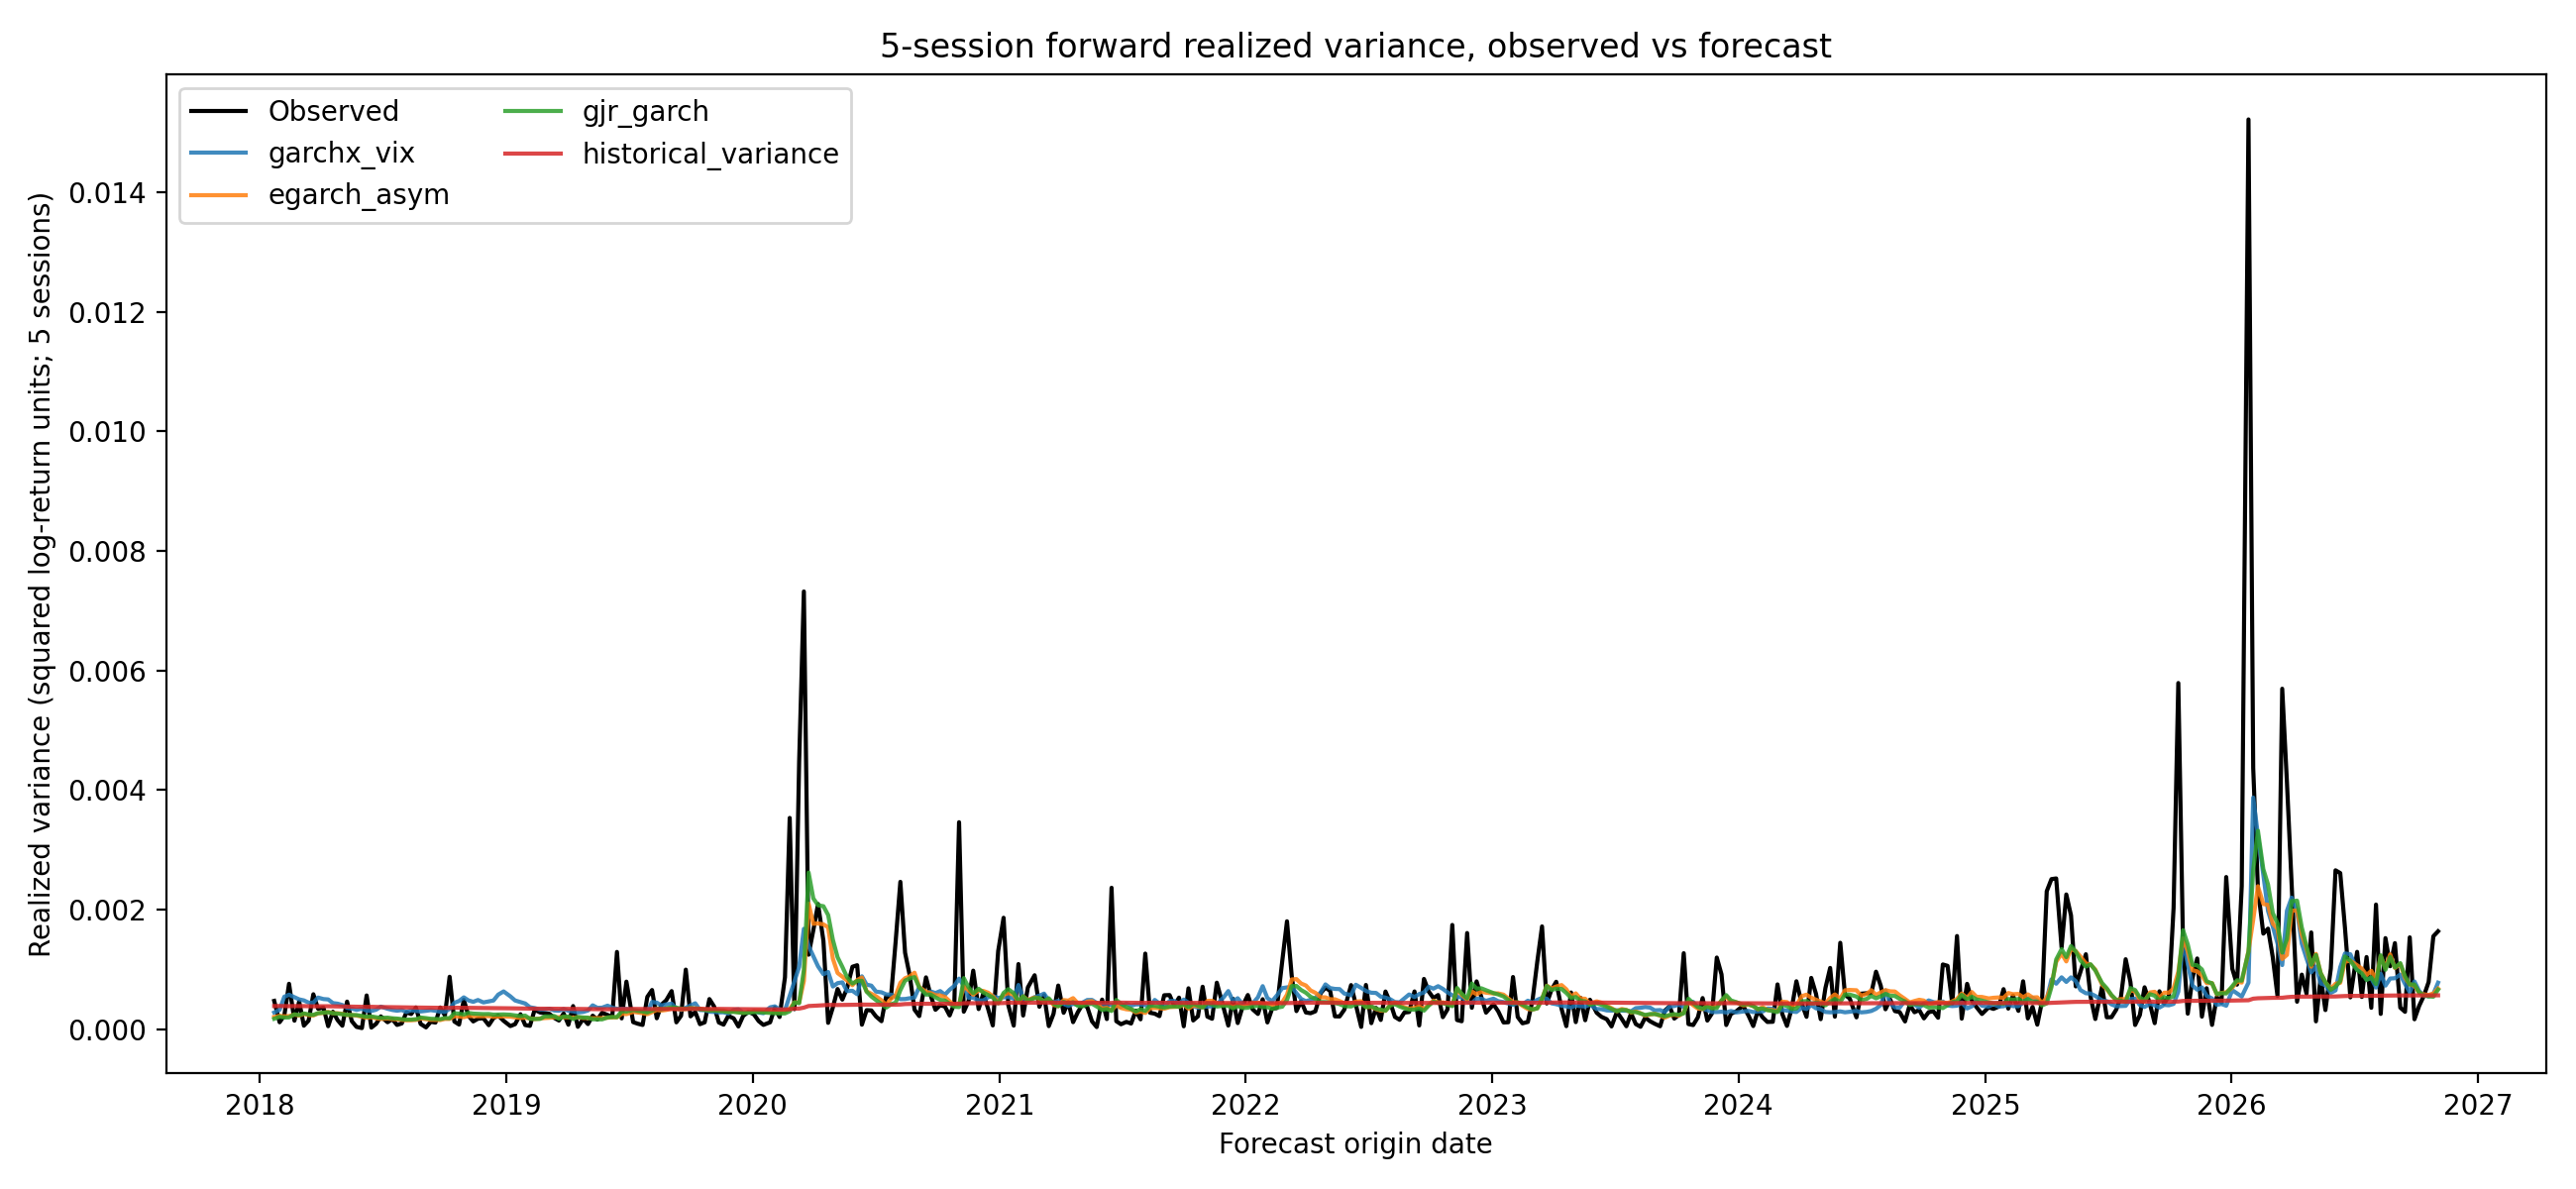 5-session forward realized variance, observed vs forecast
Observed
garchx_vix
egarch_asym
gjr_garch
historical_variance
Realized variance (squared log-return units; 5 sessions)
0.014
0.012
0.010
0.008
0.006
0.004
0.002
0.000
2018 2019 2020 2021 2022 2023 2024 2025 2026 2027
Forecast origin date